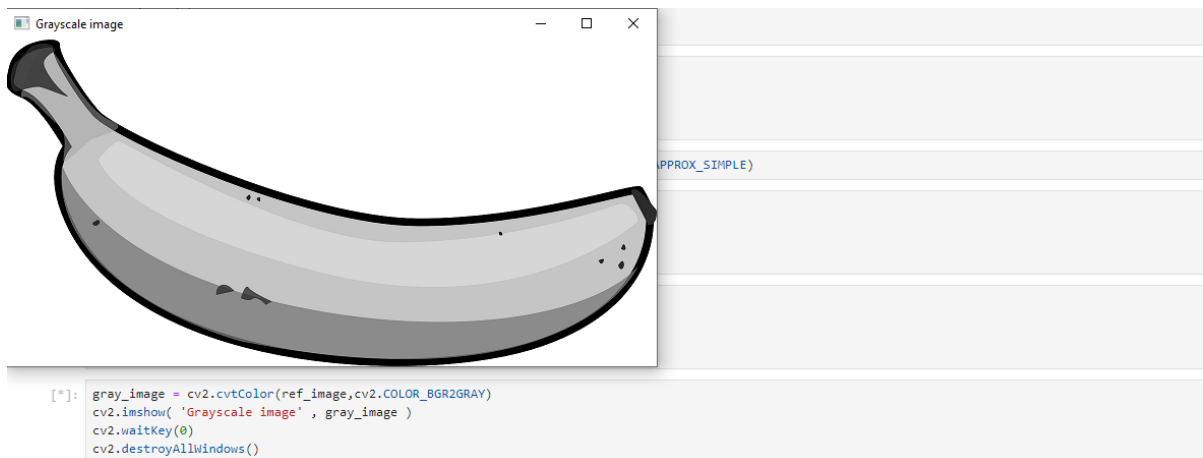 Grayscale image
APPROX_SIMPLE)
[*]: gray_image = cv2.cvtColor(ref_image,cv2.COLOR_BGR2GRAY)
cv2.imshow( 'Grayscale image' , gray_image )
cv2.waitKey(0)
cv2.destroyAllWindows()